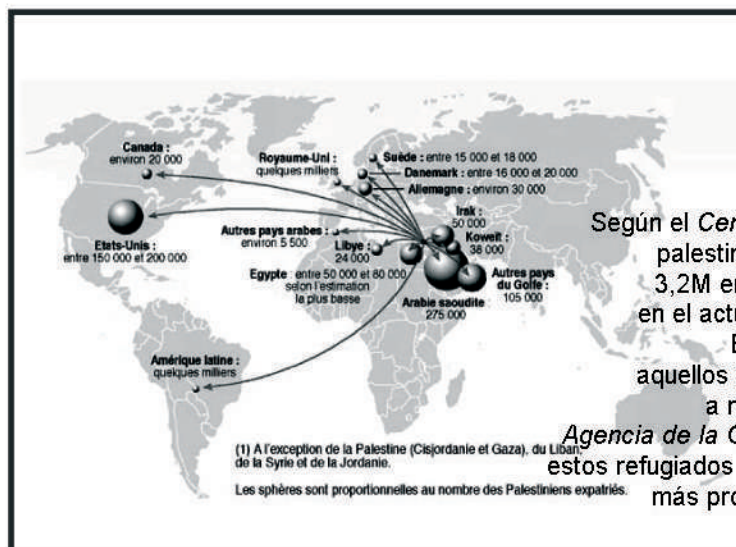 Canada :
environ 20 000
Royaume-Uni :
quelques milliers
Suède : entre 15 000 et 18 000
Danemark : entre 16 000 et 20 000
Allemagne : environ 30 000
Etats-Unis :
entre 150 000 et 200 000
Autres pays arabes :
environ 5 500
Libye :
24 000
Egypte : entre 50 000 et 80 000
selon l'estimation
la plus basse
Irak :
50 000
Koweït :
38 000
Arabie saoudite :
275 000
Autres pays
du Golfe :
105 000
Amérique latine :
quelques milliers
(1) A l'exception de la Palestine (Cisjordanie et Gaza), du Liban,
de la Syrie et de la Jordanie.
Les sphères sont proportionnelles au nombre des Palestiniens expatriés.
Según el
palestin
3,2M
en el
aquellos
a
Agencia de la
estos refugiados
más